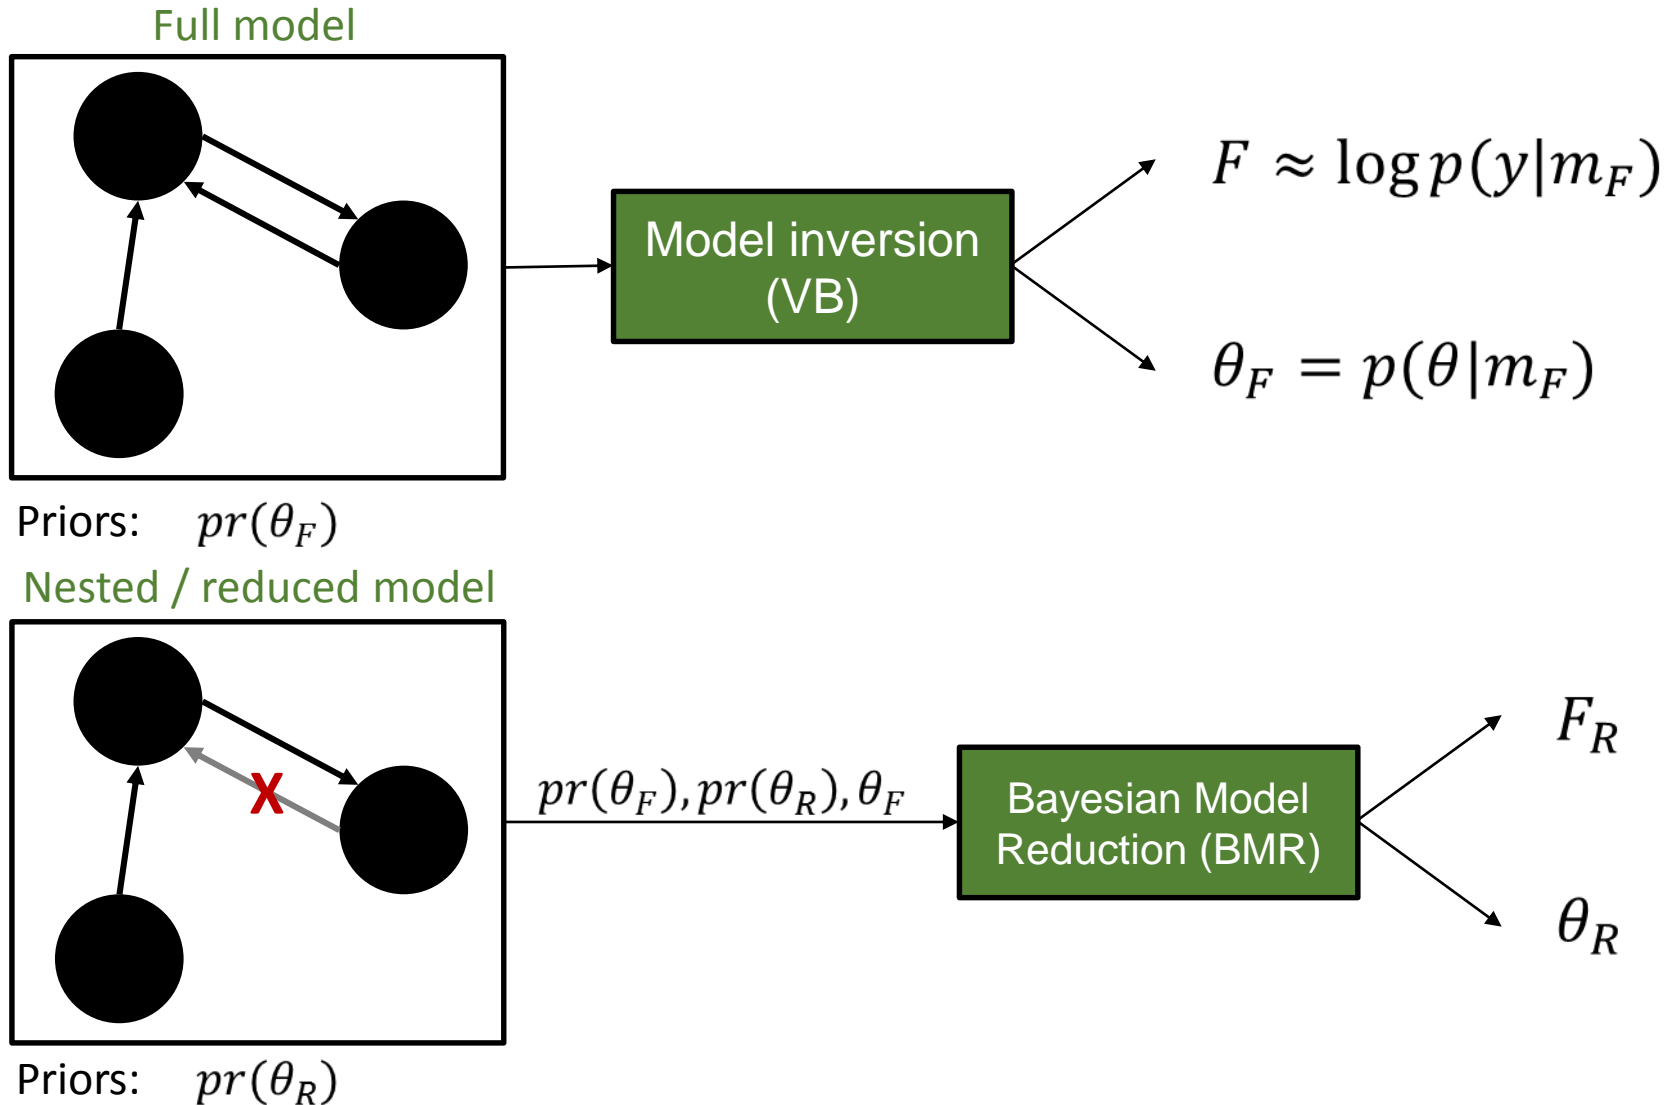 Full model
Model inversion
(VB)
F ≈ log p(y|m_F)
θ_F = p(θ|m_F)
Priors: pr(θ_F)
Nested / reduced model
X
pr(θ_F), pr(θ_R), θ_F
Bayesian Model
Reduction (BMR)
F_R
θ_R
Priors: pr(θ_R)